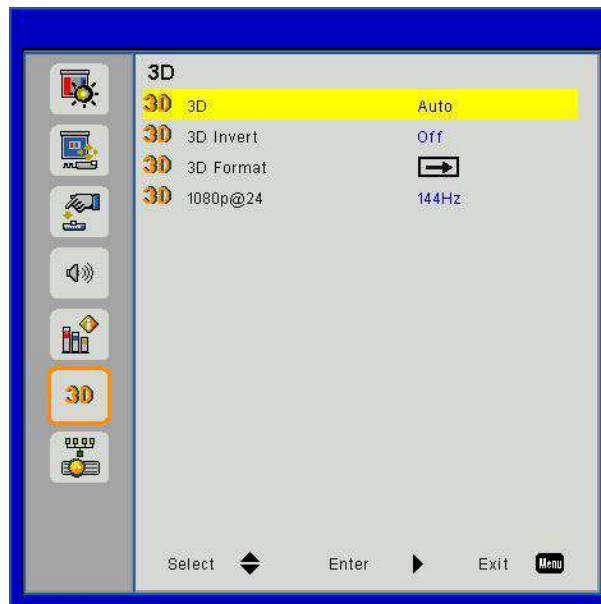 3D
3D 3D Auto
3D 3D Invert Off
3D 3D Format
3D 1080p@24 144Hz
3D
Select Enter Exit Menu